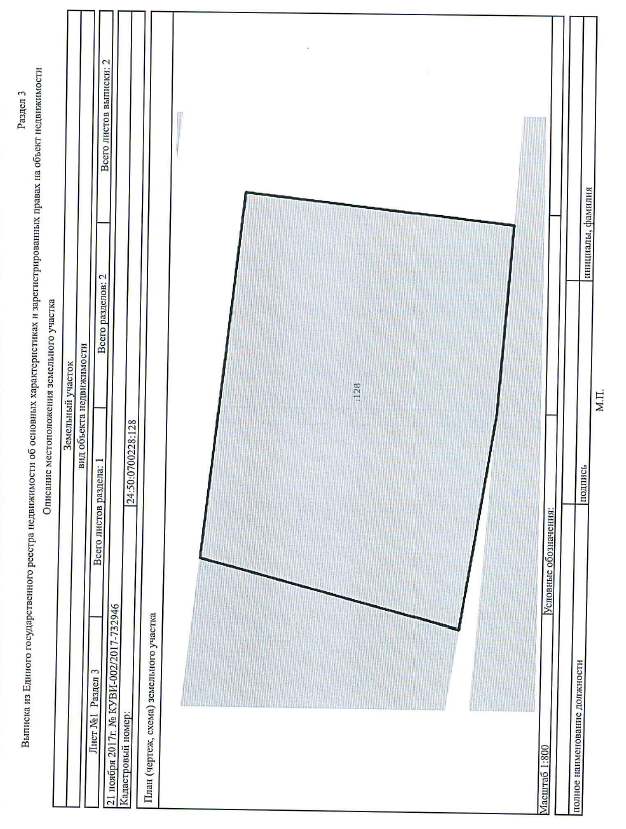 Раздел 3
Выписка из Единого государственного реестра недвижимости об основных характеристиках и зарегистрированных правах на объект недвижимости
Описание местоположения земельного участка
Земельный участок
вид объекта недвижимости
Лист №1 Раздел 3 Всего листов раздела: 1 Всего разделов: 2 Всего листов выписки: 2
21 ноября 2017г. № КУВИ-002/2017-732946
Кадастровый номер: 24:50:0700228:128
План (чертеж, схема) земельного участка
:128
Масштаб 1:800 Условные обозначения:
полное наименование должности подпись инициалы, фамилия
М.П.